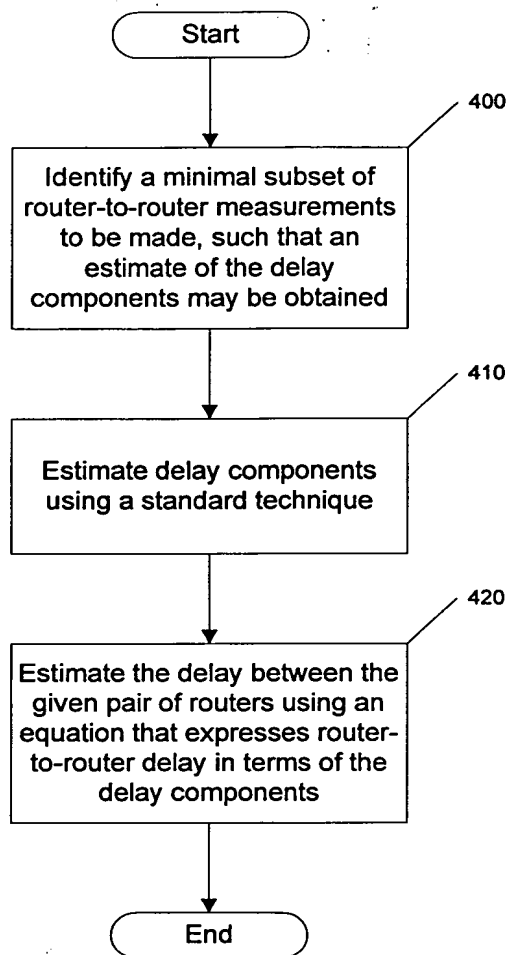 Start
400
Identify a minimal subset of
router-to-router measurements
to be made, such that an
estimate of the delay
components may be obtained
410
Estimate delay components
using a standard technique
420
Estimate the delay between the
given pair of routers using an
equation that expresses router-
to-router delay in terms of the
delay components
End